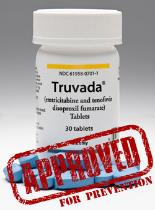 NDC 61958-0701-1
Truvada®
(emtricitabine and tenofovir
disoproxil fumarate)
Tablets
30 tablets
APPROVED
FOR PREVENTION